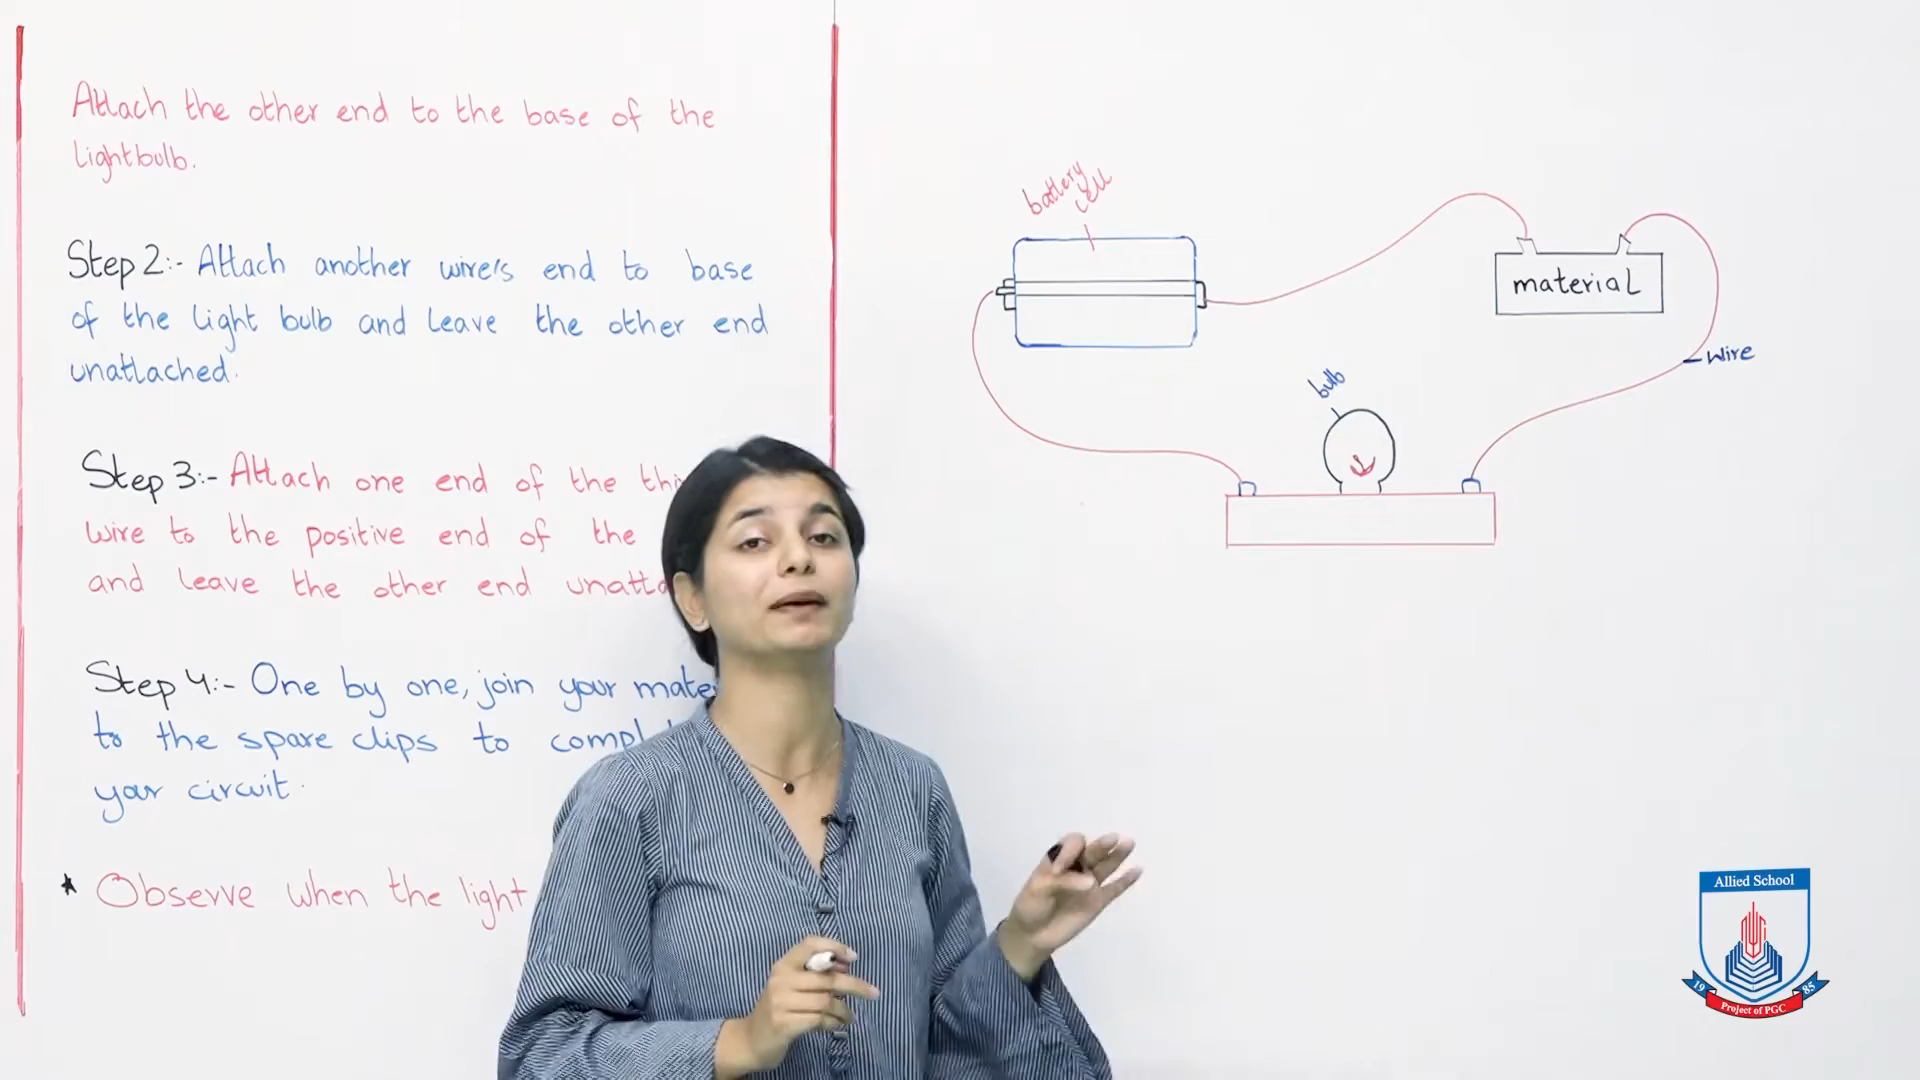 Attach the other end to the base of the
Lightbulb.
Step 2:- Attach another wire's end to base
of the light bulb and leave the other end
unattached.
Step 3:- Attach one end of the
wire to the positive end of the
and leave the other end
Step 4:- One by one, join your
to the spare clips to
your circuit.
* Observe when the light
battery
cell
material
wire
bulb
Allied School
19 85
Project of PGC